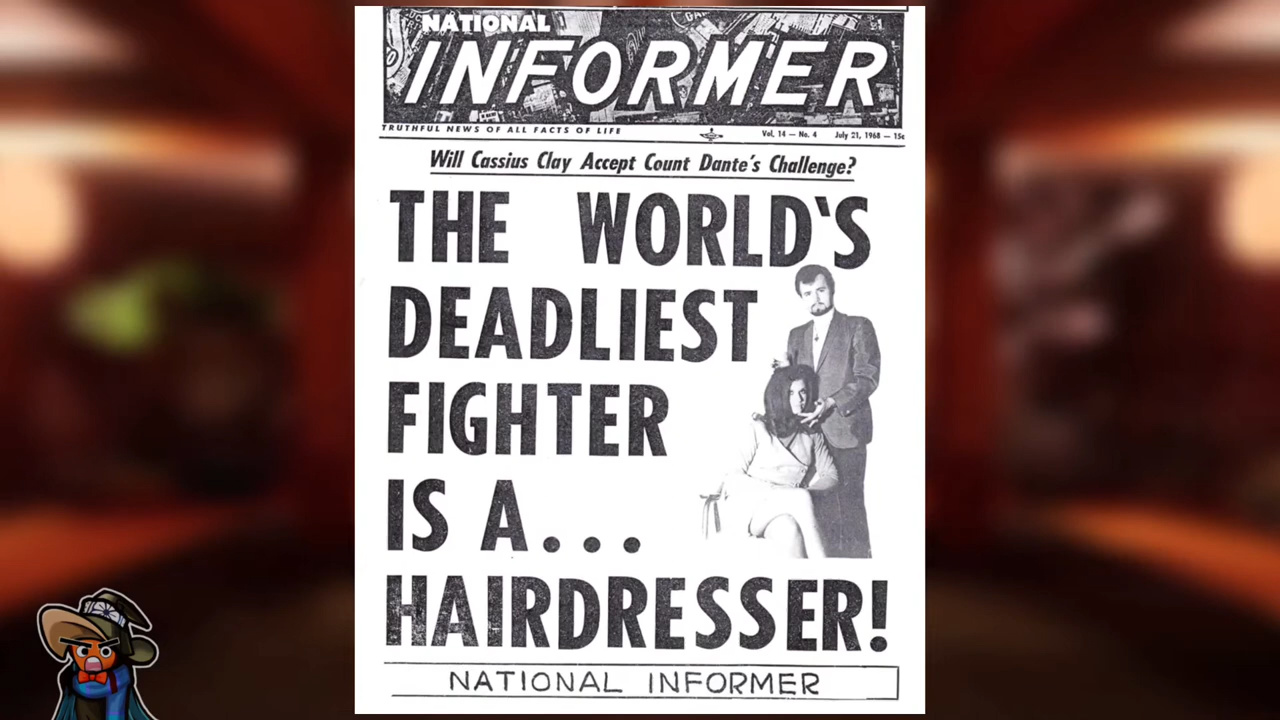 NATIONAL
INFORMER
TRUTHFUL NEWS OF ALL FACTS OF LIFE
Vol. 14 — No. 4 July 21, 1968 — 15c
Will Cassius Clay Accept Count Dante's Challenge?
THE WORLD'S
DEADLIEST
FIGHTER
IS A...
HAIRDRESSER!
NATIONAL INFORMER